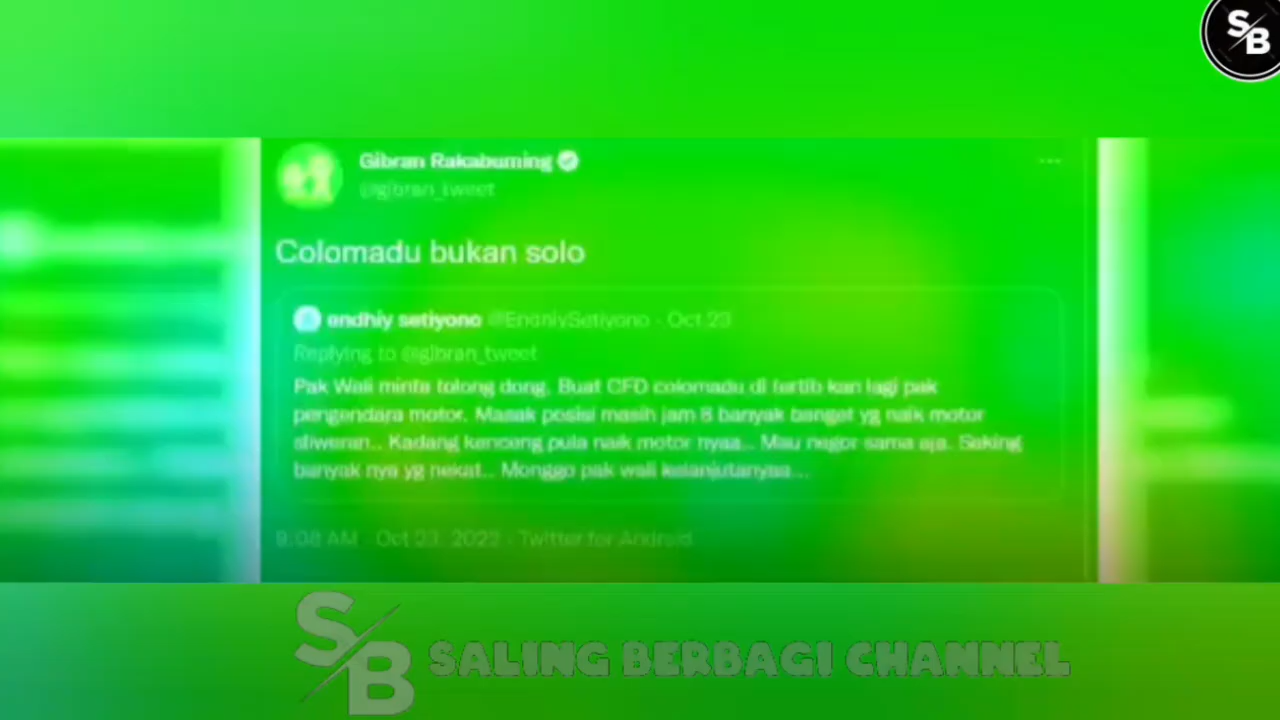 SB
Gibran Rakabuming
@gibran_tweet
Colomadu bukan solo
endhiy setiyono @EndhiySetiyono · Oct 23
Replying to @gibran_tweet
Pak Wali minta tolong dong. Buat CFD colomadu di tertib kan lagi pak
pengendara motor. Masak posisi masih jam 8 banyak banget yg naik motor
sliweran.. Kadang kenceng pula naik motor nyaa.. Mau negor sama aja. Saking
banyak nya yg nekat.. Monggo pak wali kelanjutanyaa...
9:08 AM · Oct 23, 2022 · Twitter for Android
SB SALING BERBAGI CHANNEL